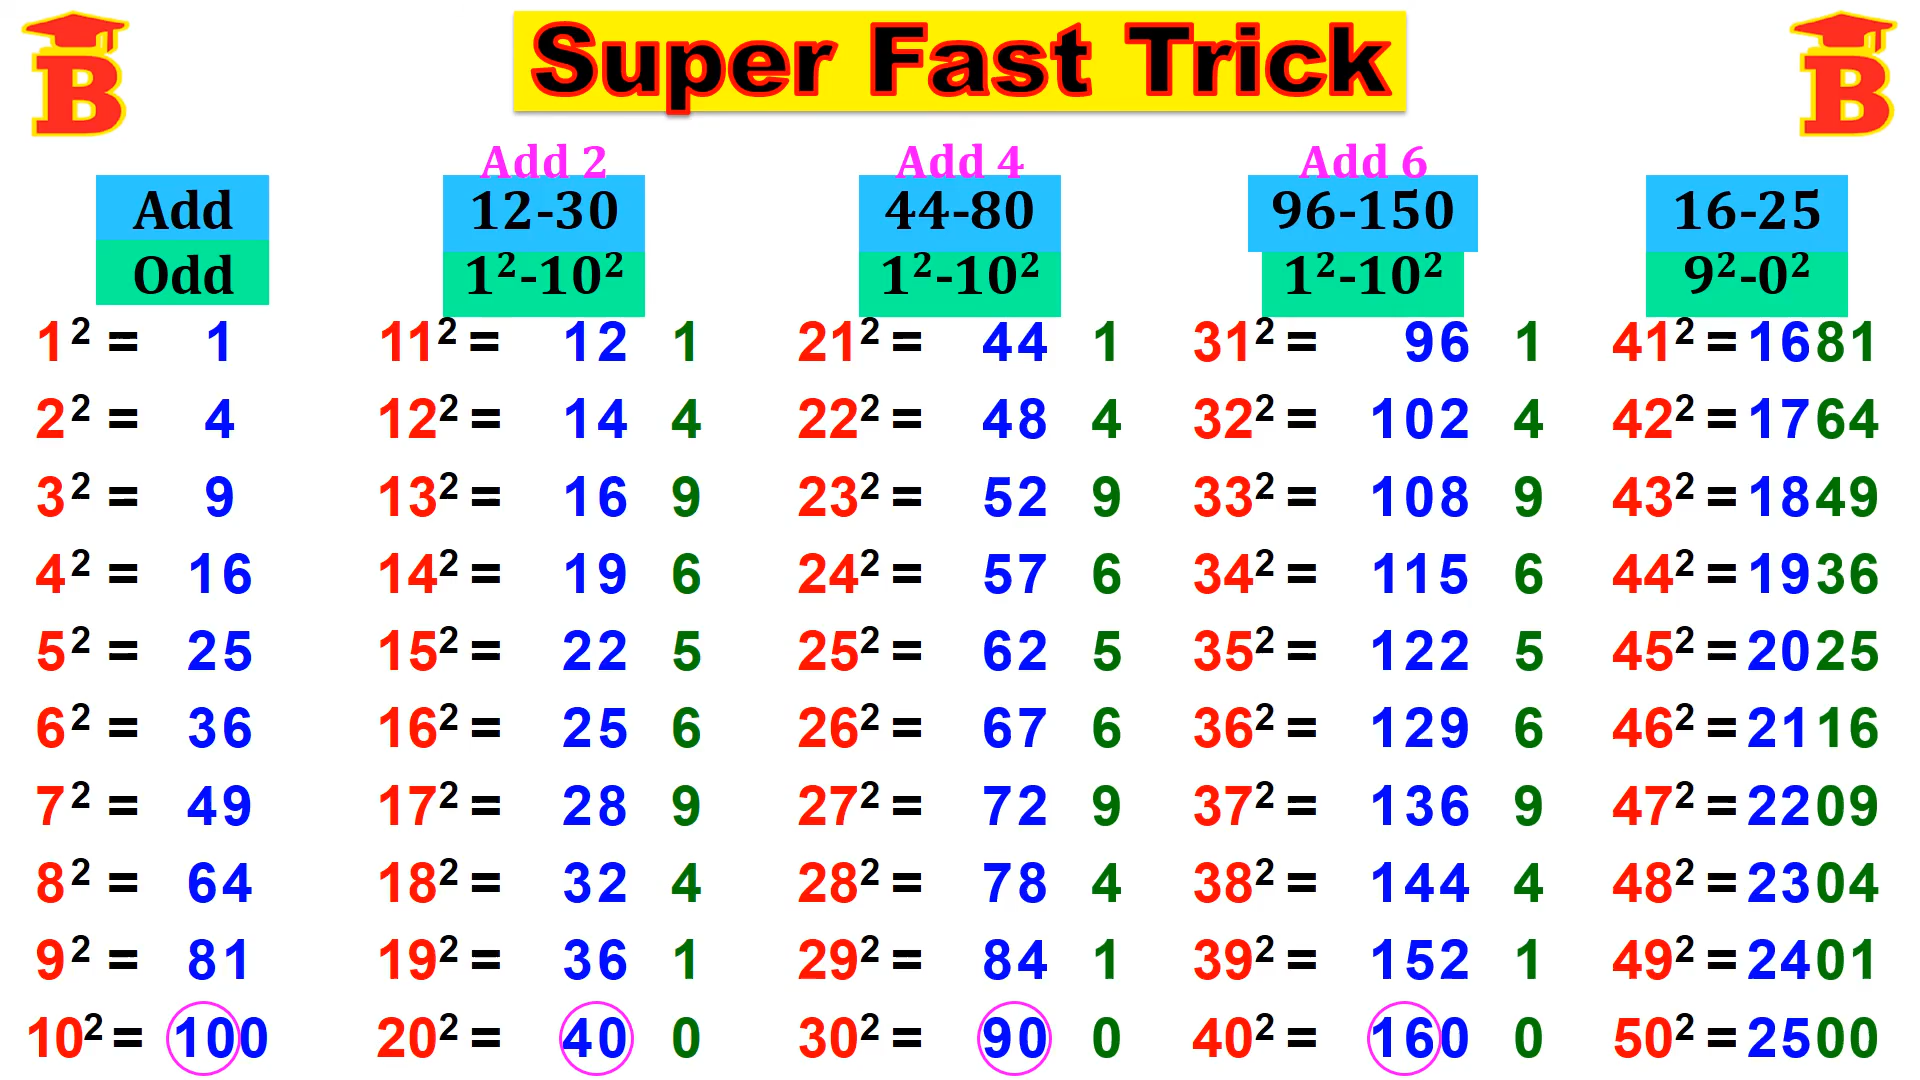 B
Super Fast Trick
B
Add 2 Add 4 Add 6
Add 12-30 44-80 96-150 16-25
Odd 1²-10² 1²-10² 1²-10² 9²-0²
1² = 1 11² = 12 1 21² = 44 1 31² = 96 1 41² = 1681
2² = 4 12² = 14 4 22² = 48 4 32² = 102 4 42² = 1764
3² = 9 13² = 16 9 23² = 52 9 33² = 108 9 43² = 1849
4² = 16 14² = 19 6 24² = 57 6 34² = 115 6 44² = 1936
5² = 25 15² = 22 5 25² = 62 5 35² = 122 5 45² = 2025
6² = 36 16² = 25 6 26² = 67 6 36² = 129 6 46² = 2116
7² = 49 17² = 28 9 27² = 72 9 37² = 136 9 47² = 2209
8² = 64 18² = 32 4 28² = 78 4 38² = 144 4 48² = 2304
9² = 81 19² = 36 1 29² = 84 1 39² = 152 1 49² = 2401
10² = 100 20² = 40 0 30² = 90 0 40² = 160 0 50² = 2500